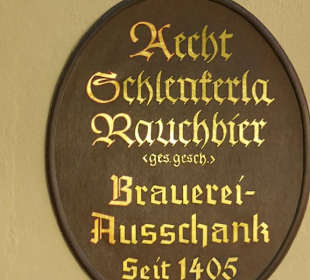 Aecht
Schlenkerla
Rauchbier
<ges.gesch.>
Brauerei-
Ausschank
Seit 1405